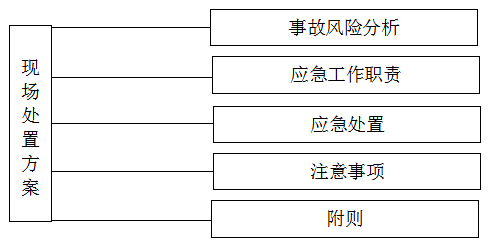 现场处置方案
事故风险分析
应急工作职责
应急处置
注意事项
附则